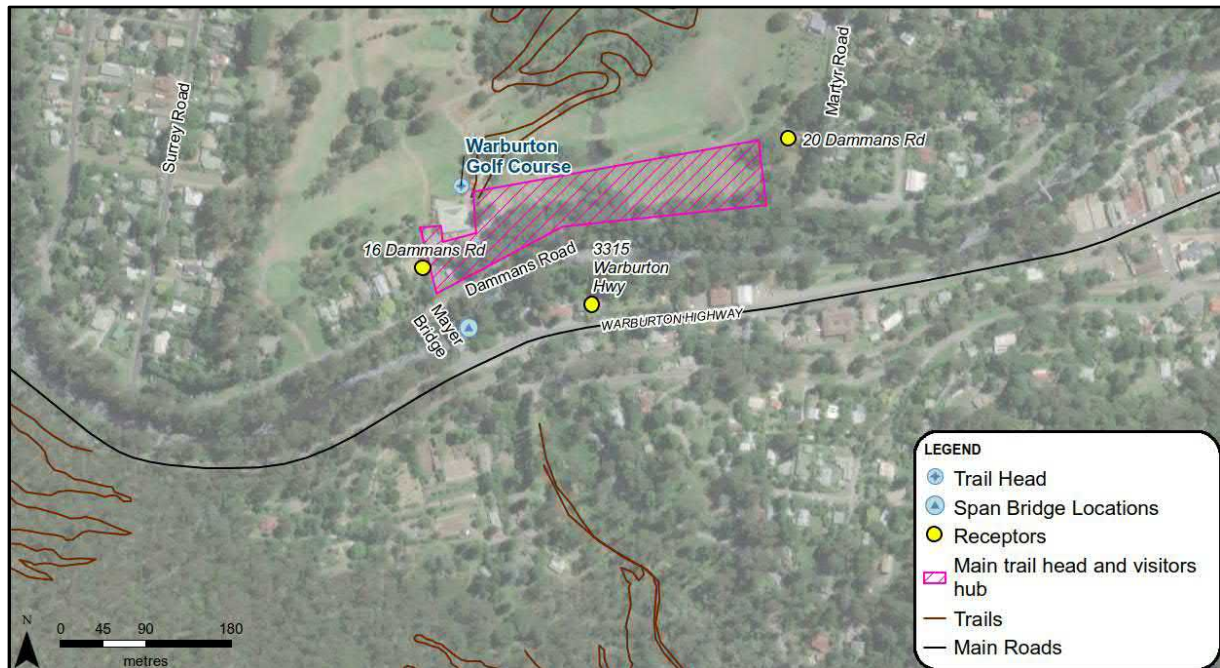 Surrey Road
Martyr Road
Warburton
Golf Course
20 Dammans Rd
16 Dammans Rd
Dammans Road
3315
Warburton
Hwy
Mayer
Bridge
WARBURTON HIGHWAY
LEGEND
Trail Head
Span Bridge Locations
Receptors
Main trail head and visitors
hub
Trails
Main Roads
N
0 45 90 180
metres